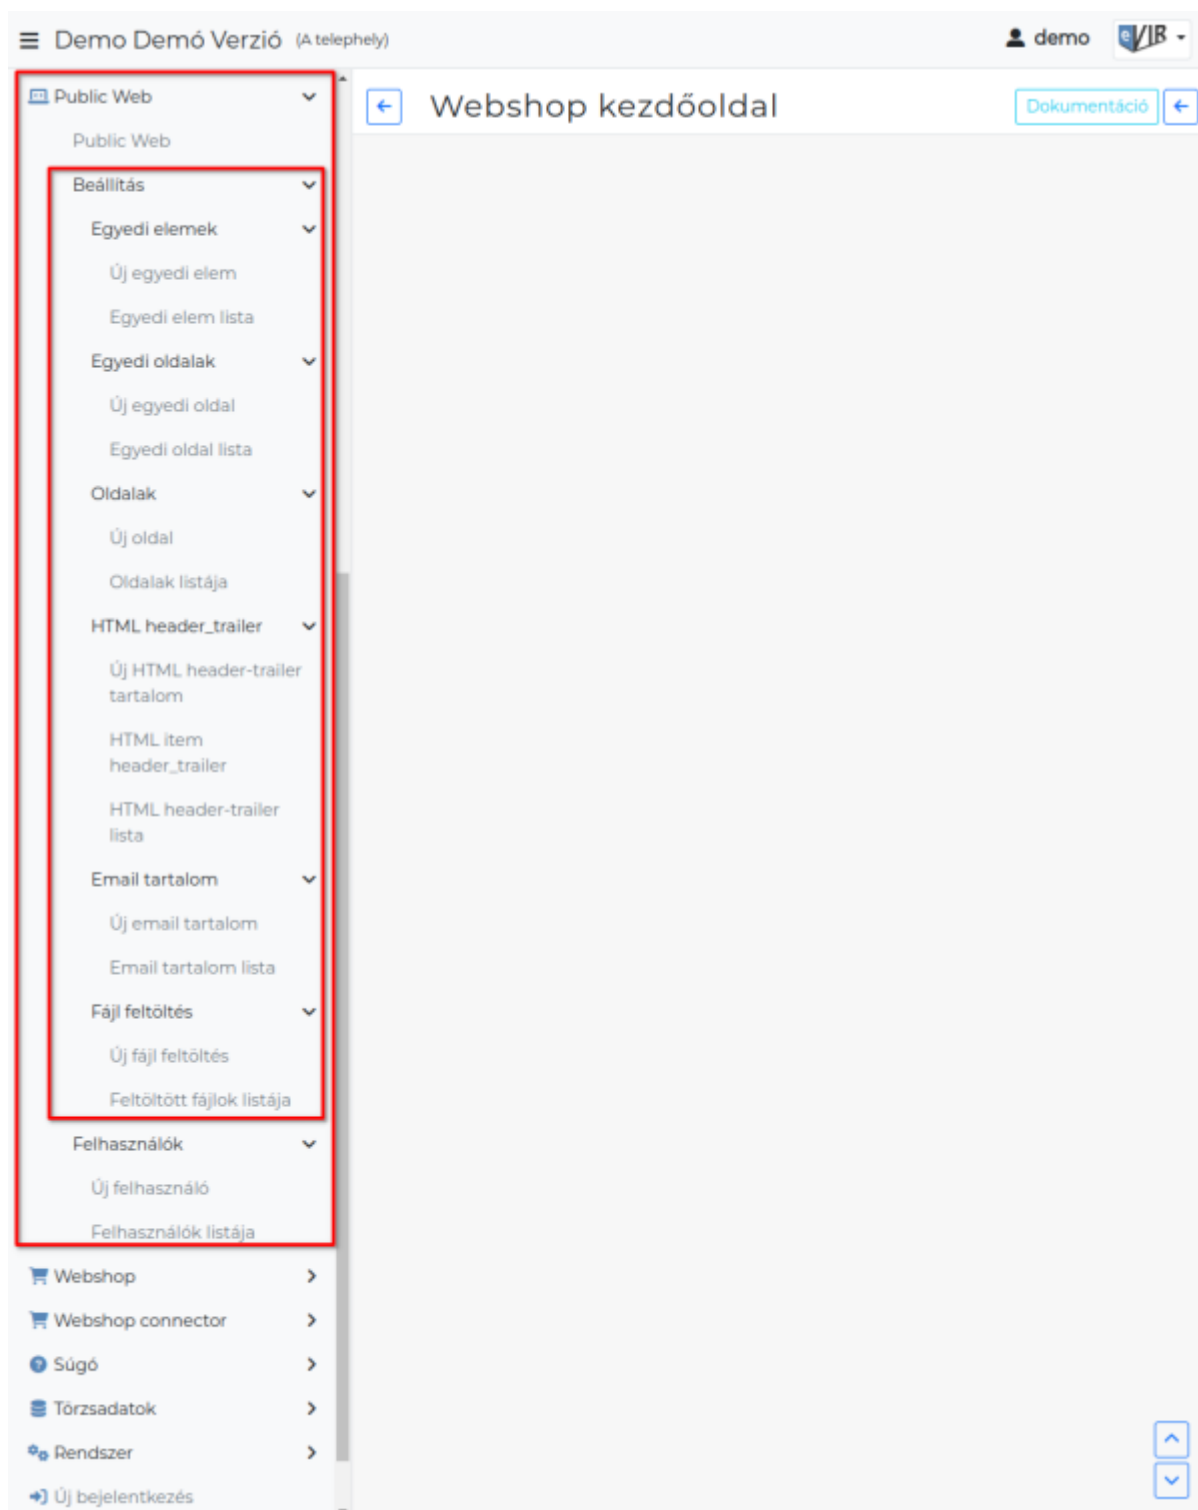 Demo Demó Verzió (A telephely)
demo
eVIR
Public Web
Public Web
Beállítás
Egyedi elemek
Új egyedi elem
Egyedi elem lista
Egyedi oldalak
Új egyedi oldal
Egyedi oldal lista
Oldalak
Új oldal
Oldalak listája
HTML header_trailer
Új HTML header-trailer
tartalom
HTML item
header_trailer
HTML header-trailer
lista
Email tartalom
Új email tartalom
Email tartalom lista
Fájl feltöltés
Új fájl feltöltés
Feltöltött fájlok listája
Felhasználók
Új felhasználó
Felhasználók listája
Webshop
Webshop connector
Súgó
Törzsadatok
Rendszer
Új bejelentkezés
Webshop kezdőoldal
Dokumentáció